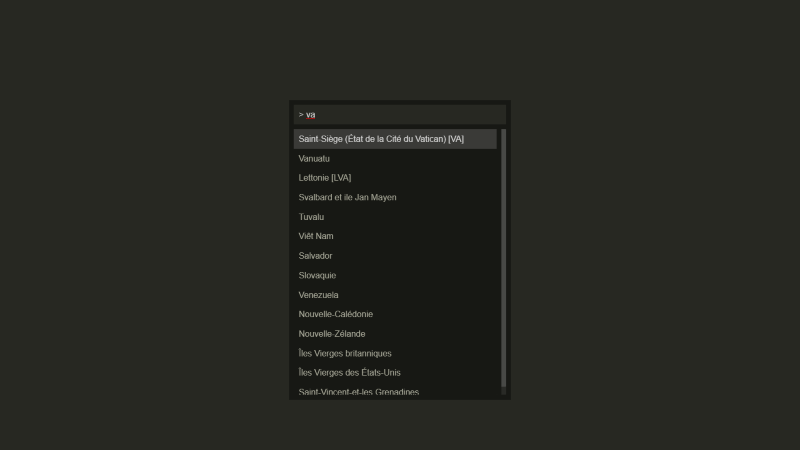 > va
Saint-Siège (État de la Cité du Vatican) [VA]
Vanuatu
Lettonie [LVA]
Svalbard et ile Jan Mayen
Tuvalu
Viêt Nam
Salvador
Slovaquie
Venezuela
Nouvelle-Calédonie
Nouvelle-Zélande
Îles Vierges britanniques
Îles Vierges des États-Unis
Saint-Vincent-et-les Grenadines